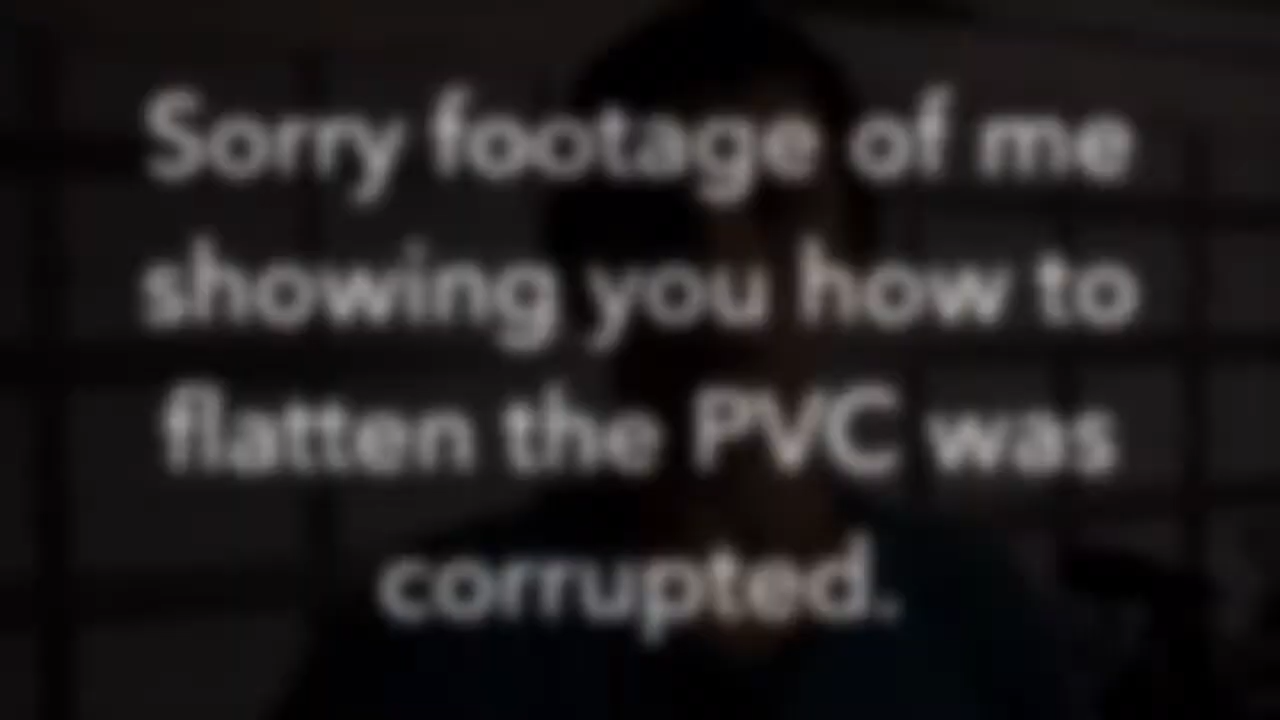 Sorry footage of me
showing you how to
flatten the PVC was
corrupted.